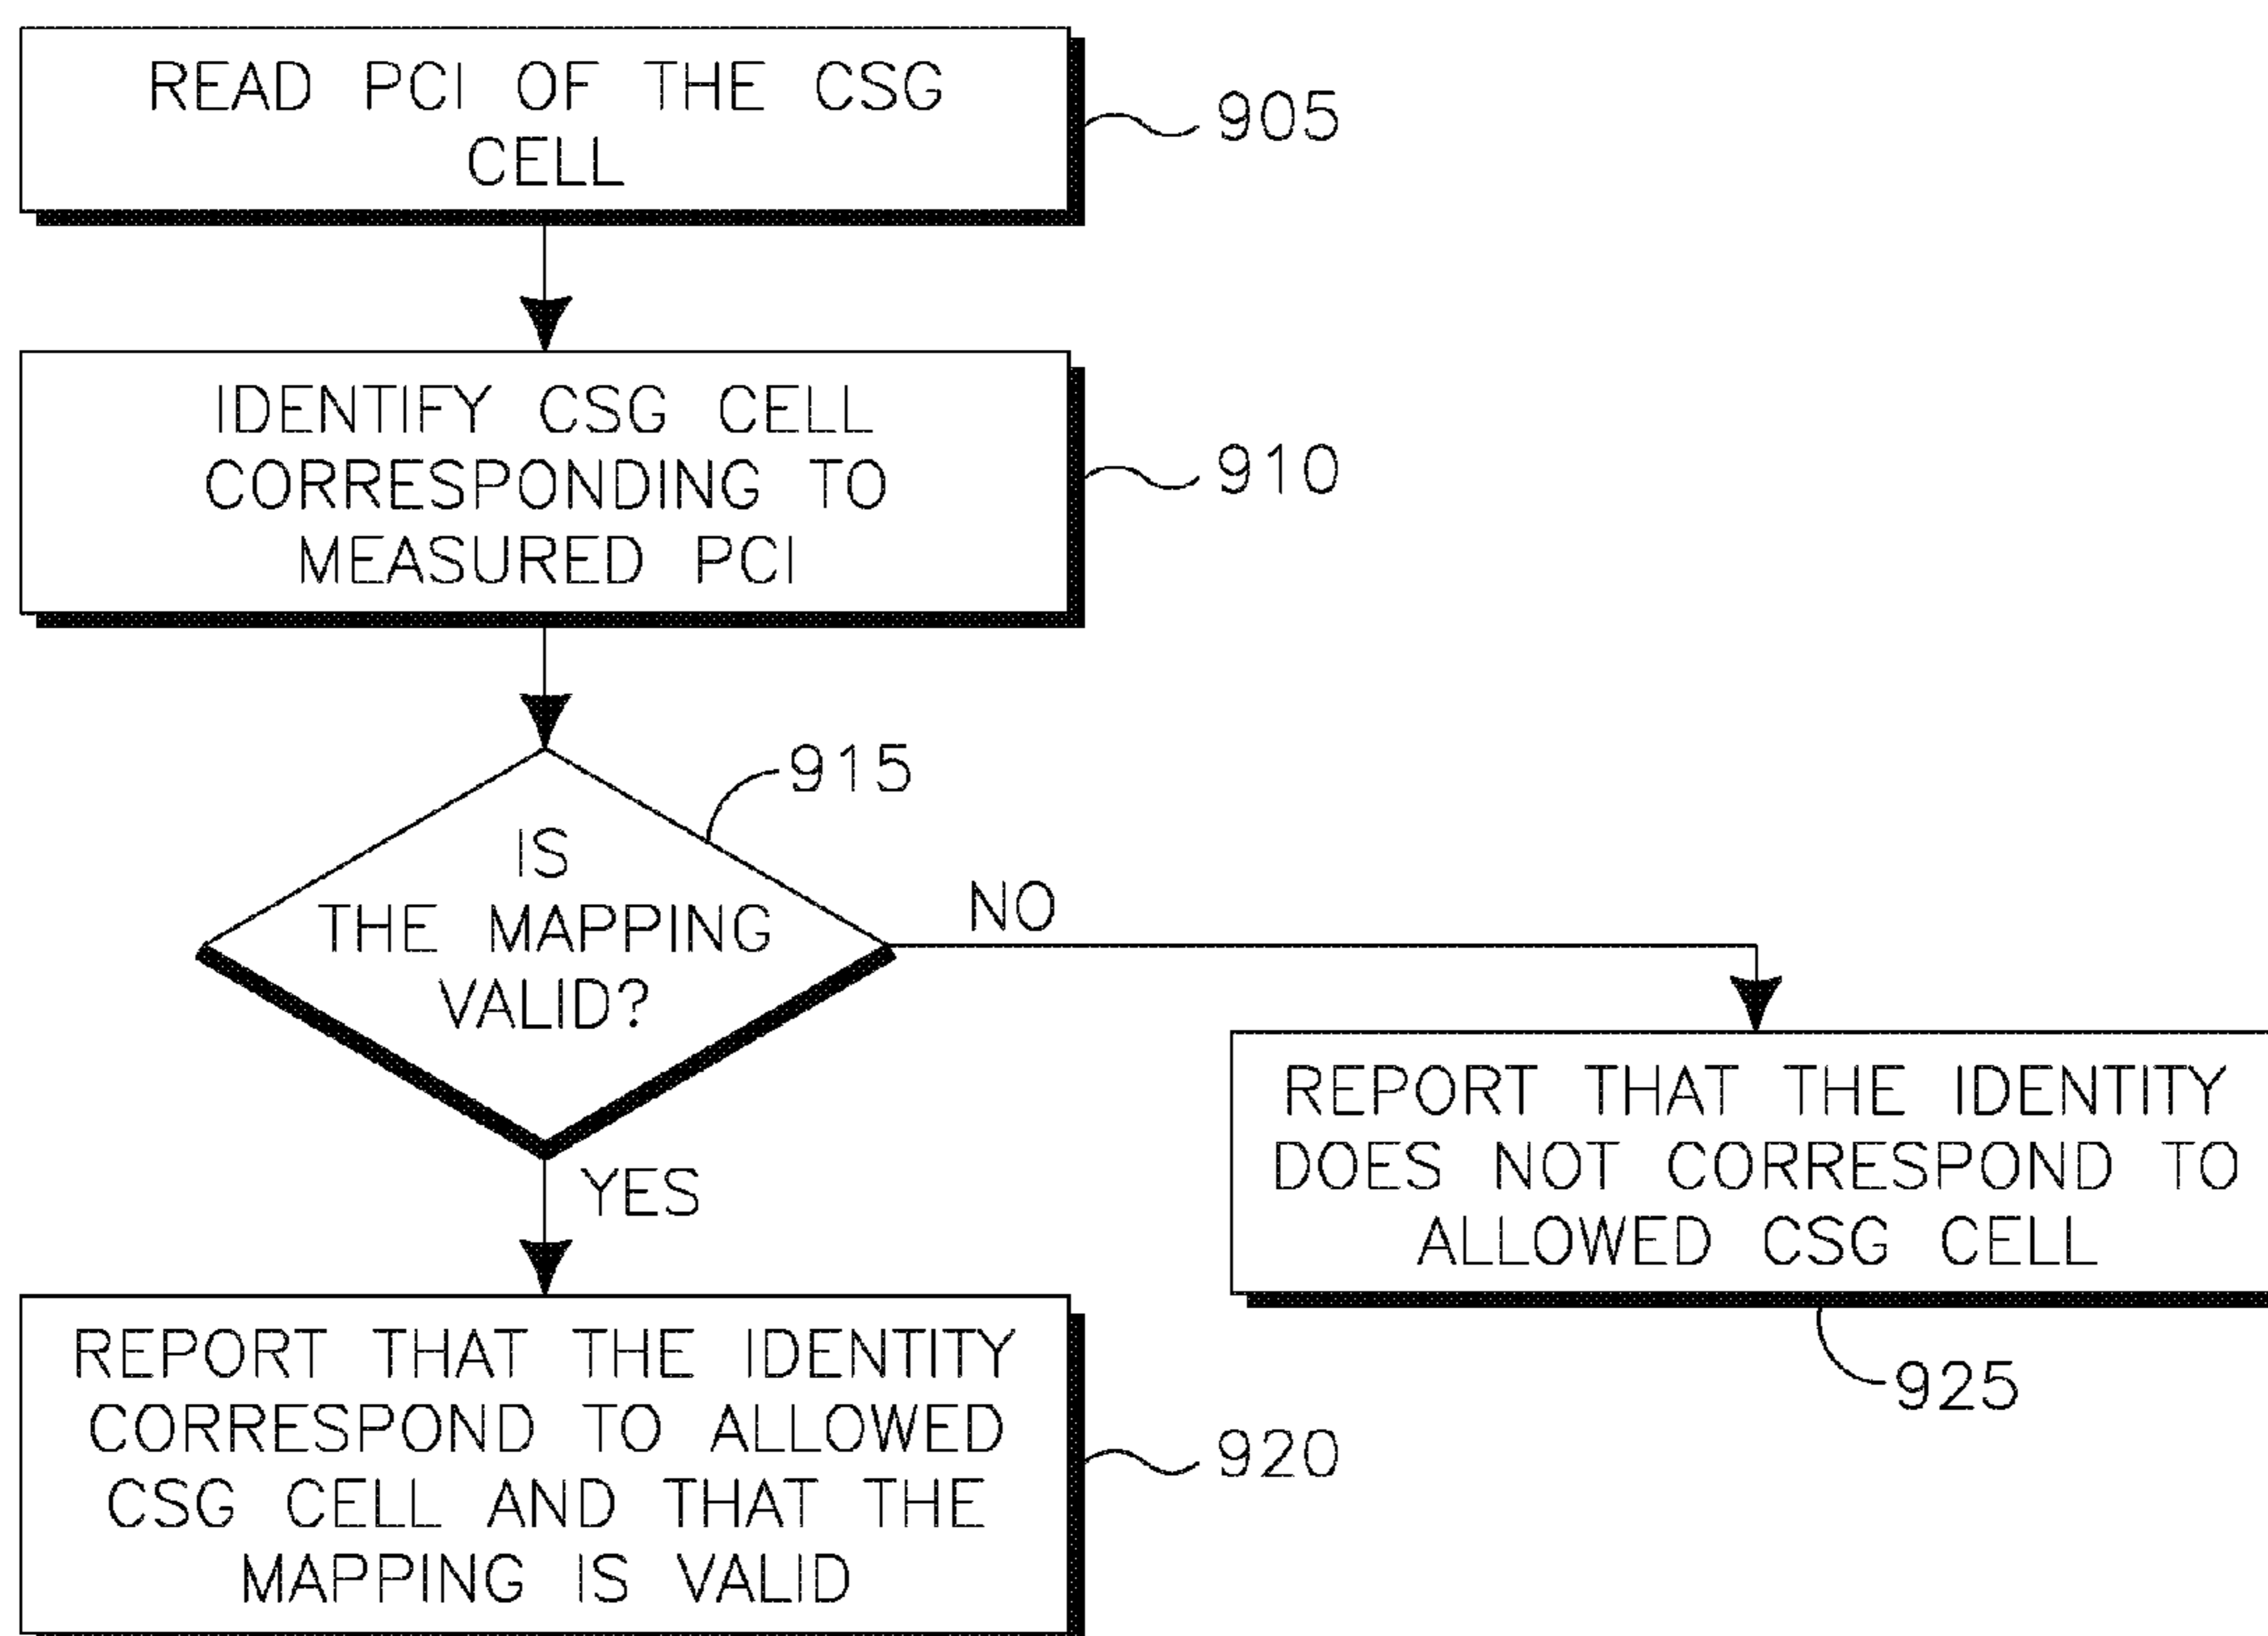 READ PCI OF THE CSG
CELL
905
IDENTIFY CSG CELL
CORRESPONDING TO
MEASURED PCI
910
915
IS
THE MAPPING
VALID?
NO
YES
REPORT THAT THE IDENTITY
DOES NOT CORRESPOND TO
ALLOWED CSG CELL
925
REPORT THAT THE IDENTITY
CORRESPOND TO ALLOWED
CSG CELL AND THAT THE
MAPPING IS VALID
920